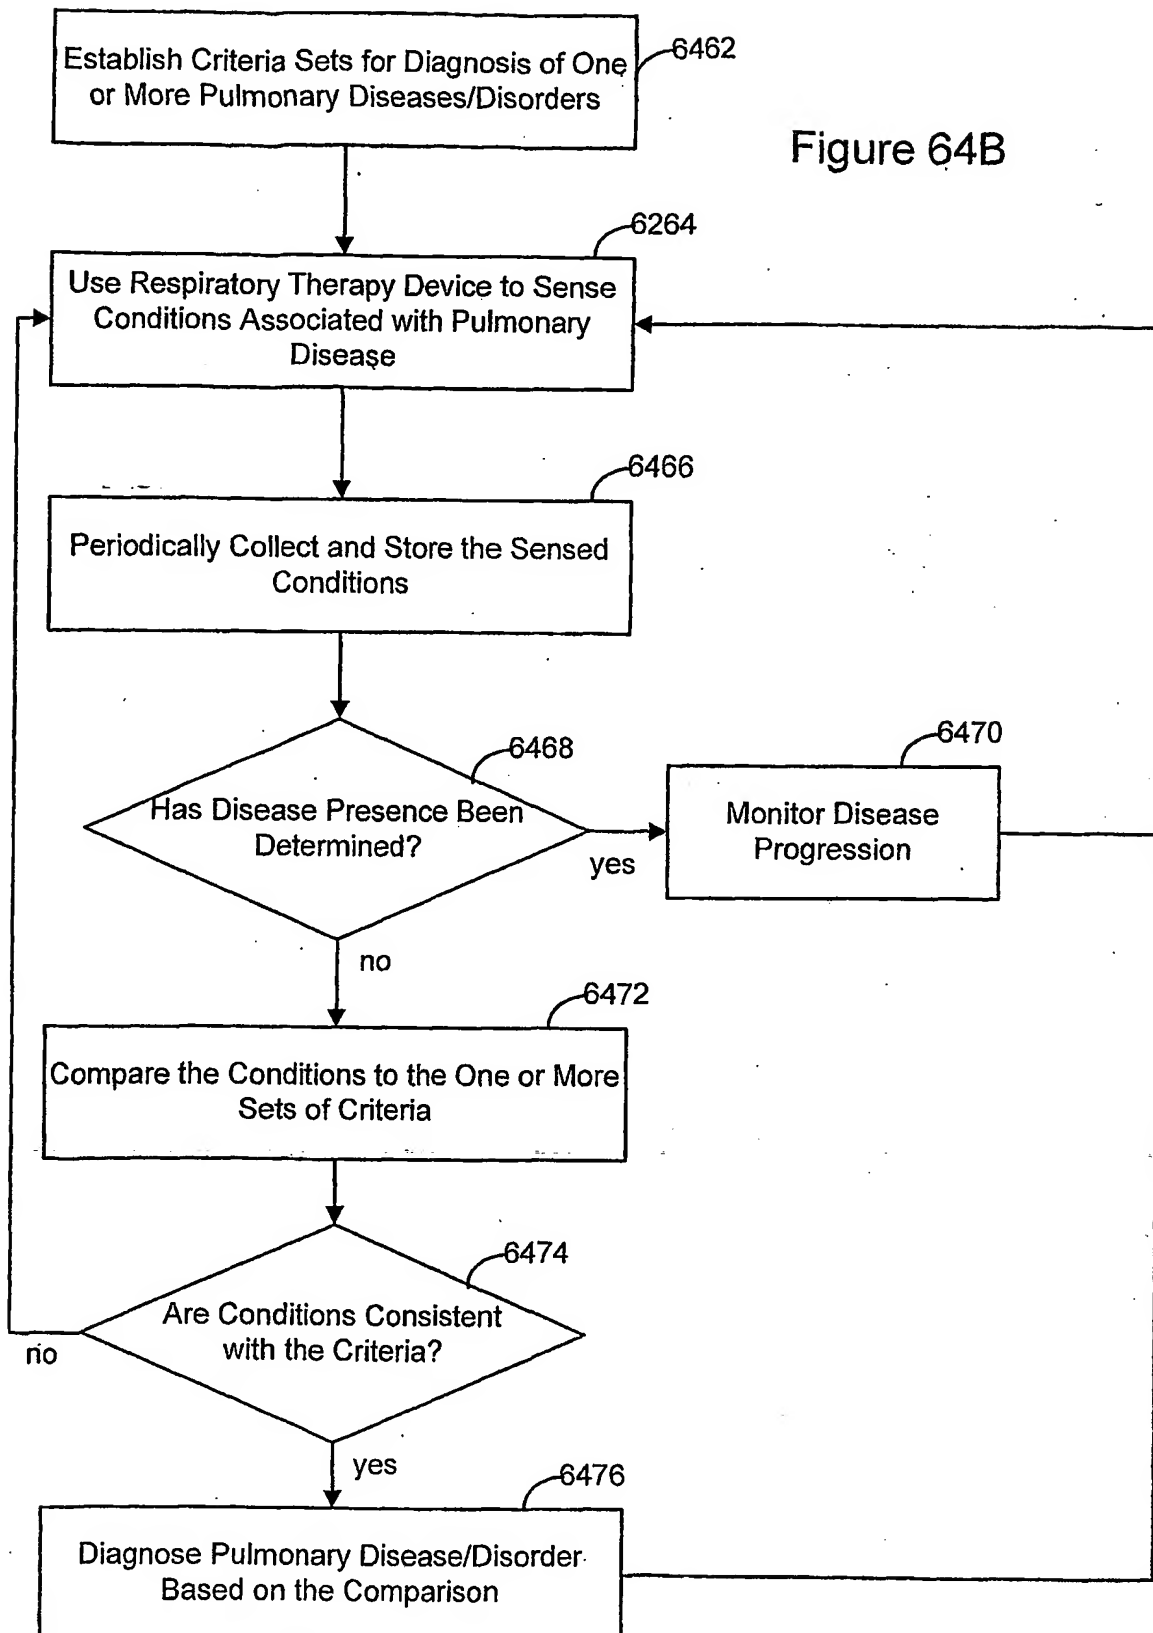 Establish Criteria Sets for Diagnosis of One
or More Pulmonary Diseases/Disorders
6462
Figure 64B
6264
Use Respiratory Therapy Device to Sense
Conditions Associated with Pulmonary
Disease
6466
Periodically Collect and Store the Sensed
Conditions
6468
Has Disease Presence Been
Determined?
yes
6470
Monitor Disease
Progression
no
6472
Compare the Conditions to the One or More
Sets of Criteria
6474
Are Conditions Consistent
with the Criteria?
no
yes
6476
Diagnose Pulmonary Disease/Disorder
Based on the Comparison